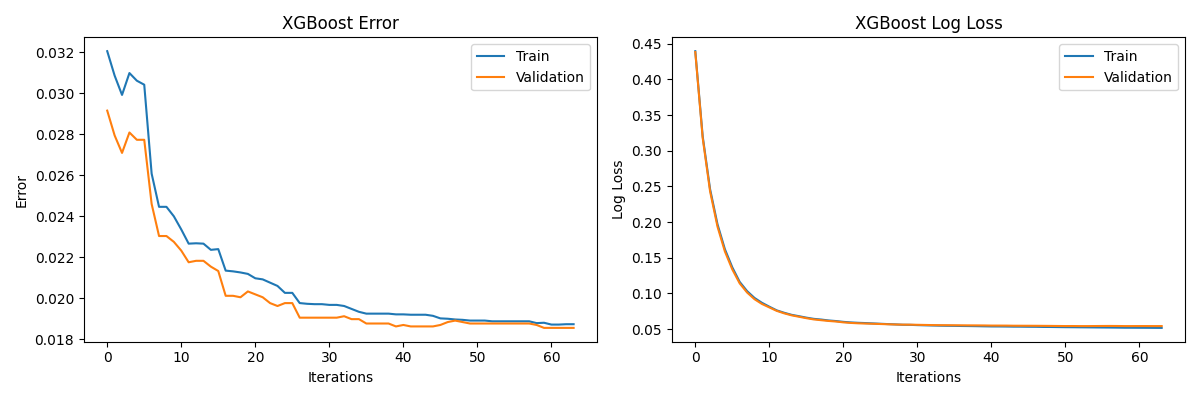 XGBoost Error
Error
0.032
0.030
0.028
0.026
0.024
0.022
0.020
0.018
Train
Validation
0 10 20 30 40 50 60
Iterations
XGBoost Log Loss
Log Loss
0.45
0.40
0.35
0.30
0.25
0.20
0.15
0.10
0.05
Train
Validation
0 10 20 30 40 50 60
Iterations